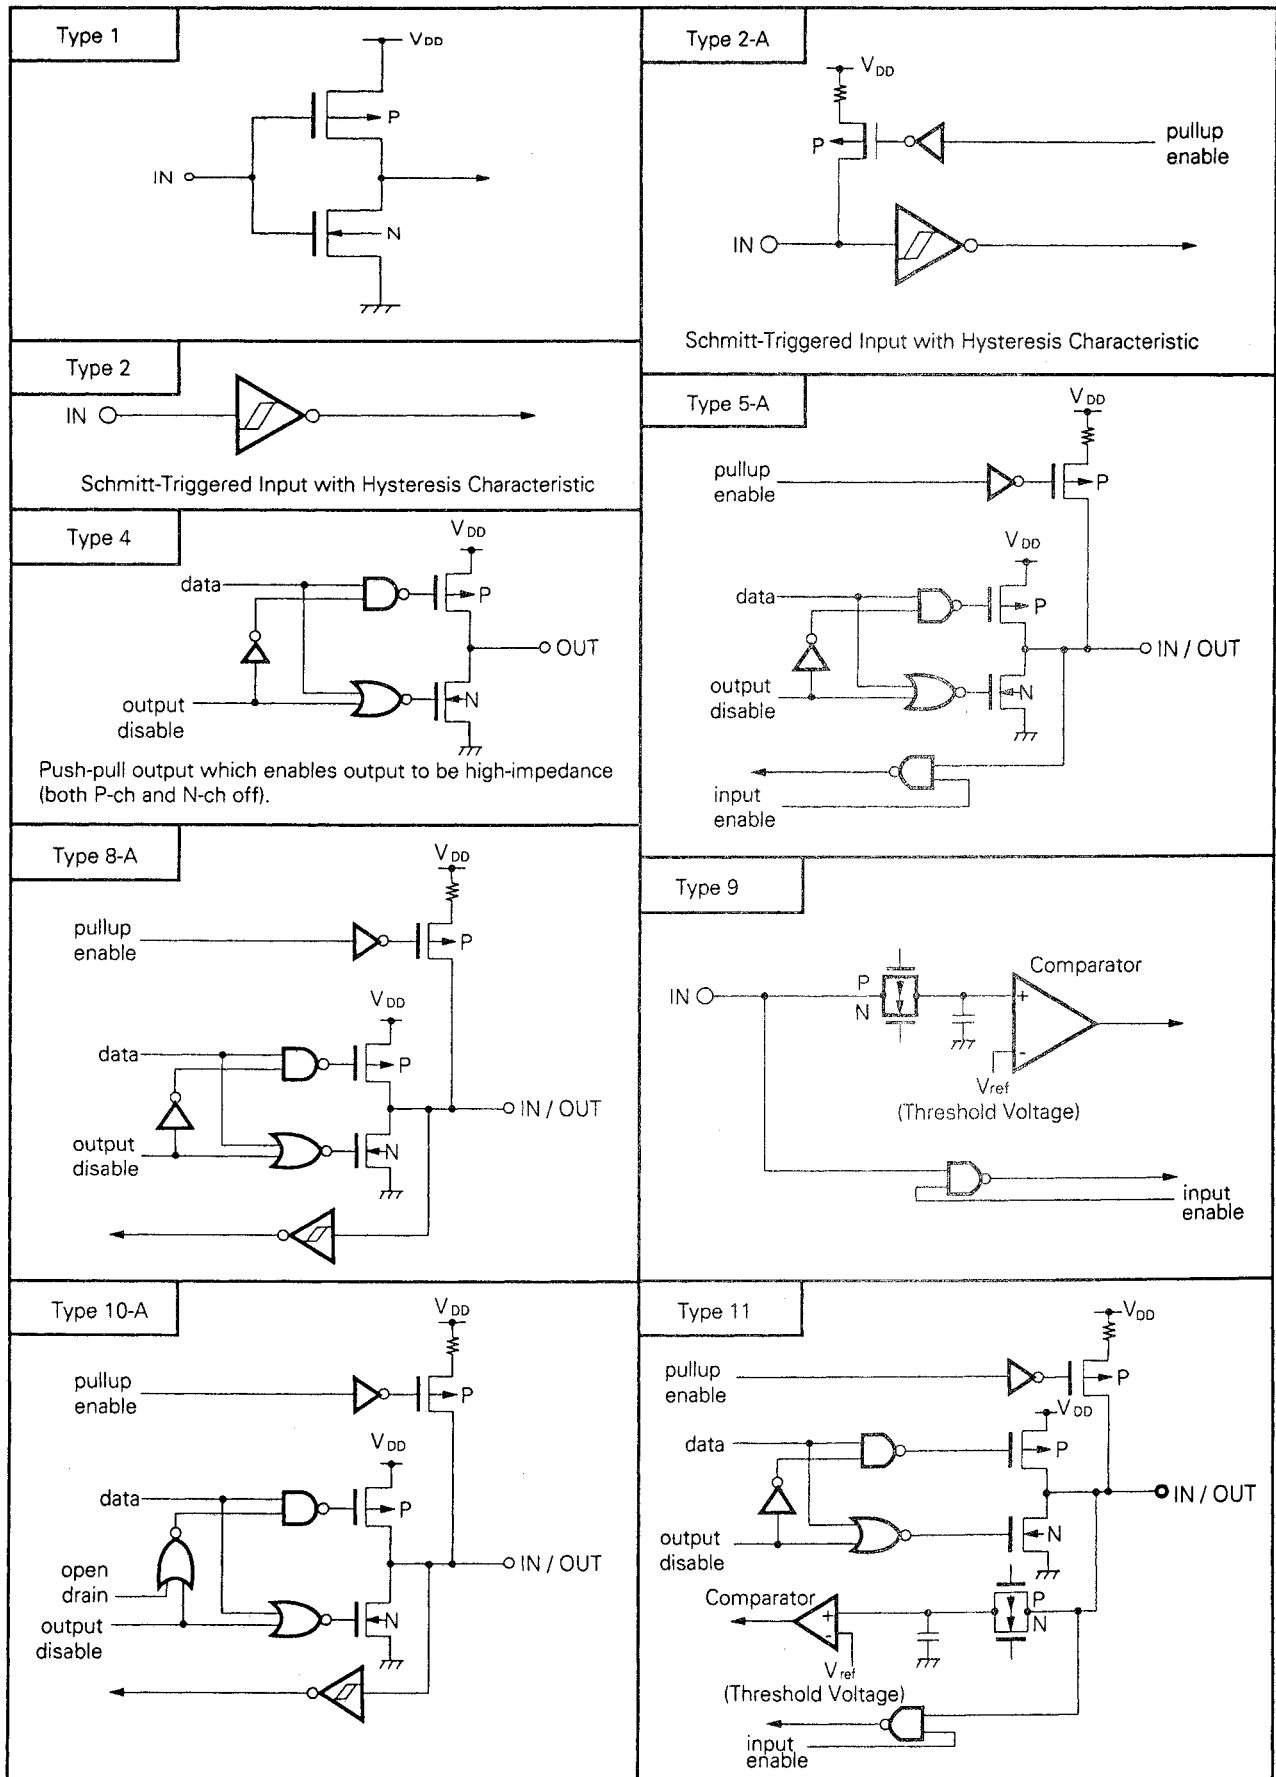 Type 1
VDD
P
IN
N
Type 2
IN
Schmitt-Triggered Input with Hysteresis Characteristic
Type 4
VDD
data
P
OUT
output
disable
N
Push-pull output which enables output to be high-impedance
(both P-ch and N-ch off).
Type 8-A
VDD
pullup
enable
P
VDD
data
P
IN / OUT
output
disable
N
Type 10-A
VDD
pullup
enable
P
VDD
data
P
IN / OUT
open
drain
output
disable
N
Type 2-A
VDD
P
pullup
enable
IN
Schmitt-Triggered Input with Hysteresis Characteristic
Type 5-A
VDD
pullup
enable
P
VDD
data
P
IN / OUT
output
disable
N
input
enable
Type 9
Comparator
IN
P
N
+
-
Vref
(Threshold Voltage)
input
enable
Type 11
VDD
pullup
enable
P
VDD
data
P
IN / OUT
output
disable
N
Comparator
P
N
+
-
Vref
(Threshold Voltage)
input
enable